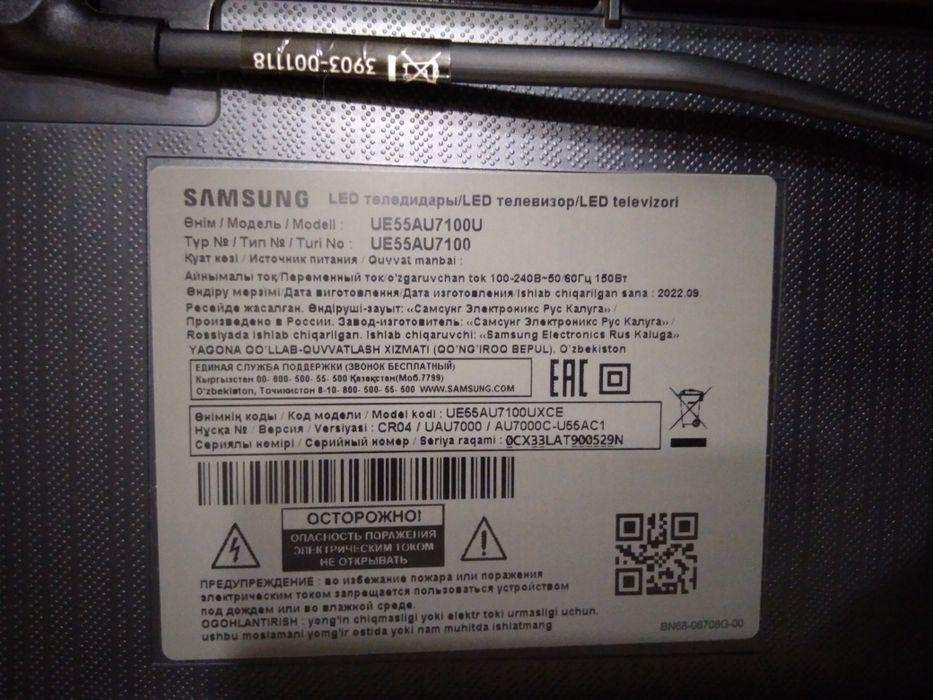 3903-001118
SAMSUNG LED теледидары/LED телевизор/LED televizori
Өнім / Модель / Modeli : UE55AU7100U
Түр № / Тип № / Turi No : UE55AU7100
Қуат көзі / Источник питания / Quvvat manbai :
Айнымалы ток/Переменный ток/o'zgaruvchan tok 100-240В~50/60Гц 150Вт
Өндіру мерзімі/Дата виготовлення/Дата изготовления/Ishlab chiqarilgan sana : 2022.09.
Ресейде жасалған. Өндіруші-зауыт: «Самсунг Электроникс Рус Калуга» /
Произведено в России. Завод-изготовитель: «Самсунг Электроникс Рус Калуга» /
Rossiyada ishlab chiqarilgan. Ishlab chiqaruvchi: «Samsung Electronics Rus Kaluga»
YAGONA QO'LLAB-QUVVATLASH XIZMATI (QO'NG'IROQ BEPUL), O'zbekiston
ЕДИНАЯ СЛУЖБА ПОДДЕРЖКИ (ЗВОНОК БЕСПЛАТНЫЙ)
Кыргызстан 00- 800- 500- 55- 500 Қазақстан(Моб.7799)
O'zbekiston, Точикистон 8-10- 800- 500- 55- 500 WWW.SAMSUNG.COM
EAC
Өнімнің коды / Код модели / Model kodi : UE55AU7100UXCE
Нұсқа № / Версия / Versiyasi : CR04 / UAU7000 / AU7000C-U55AC1
Сериялы немірі / Серийный номер / Seriya raqami : 0CX33LAT900529N
ОСТОРОЖНО!
ОПАСНОСТЬ ПОРАЖЕНИЯ
ЭЛЕКТРИЧЕСКИМ ТОКОМ
НЕ ОТКРЫВАТЬ
ПРЕДУПРЕЖДЕНИЕ : во избежание пожара или поражения
электрическим током запрещается пользоваться устройством
под дождем или во влажной среде.
OGOHLANTIRISH : yong'in chiqmasligi yoki elektr toki urmasligi uchun,
ushbu moslamani yomg'ir ostida yoki nam muhitda ishlatmang
BN68-06706G-00